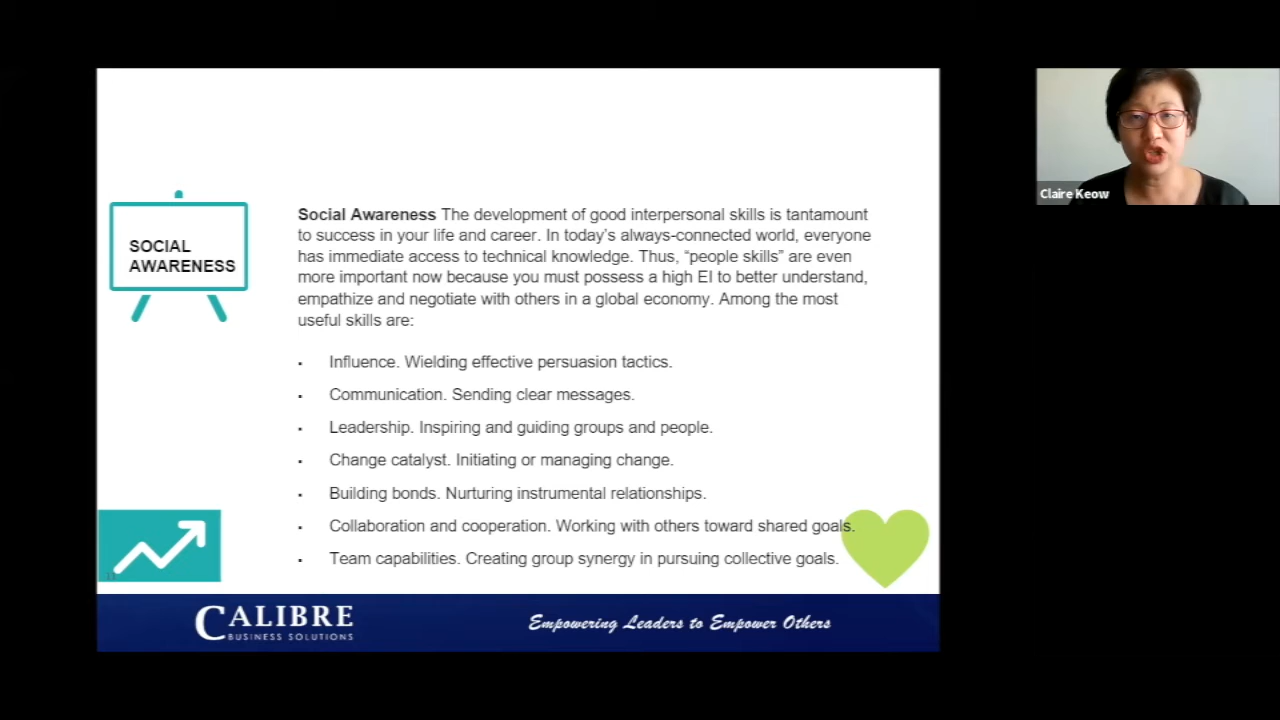 Claire Keow
SOCIAL
AWARENESS
Social Awareness The development of good interpersonal skills is tantamount
to success in your life and career. In today’s always-connected world, everyone
has immediate access to technical knowledge. Thus, “people skills” are even
more important now because you must possess a high EI to better understand,
empathize and negotiate with others in a global economy. Among the most
useful skills are:
▪ Influence. Wielding effective persuasion tactics.
▪ Communication. Sending clear messages.
▪ Leadership. Inspiring and guiding groups and people.
▪ Change catalyst. Initiating or managing change.
▪ Building bonds. Nurturing instrumental relationships.
▪ Collaboration and cooperation. Working with others toward shared goals.
▪ Team capabilities. Creating group synergy in pursuing collective goals.
CALIBRE
BUSINESS SOLUTIONS
Empowering Leaders to Empower Others